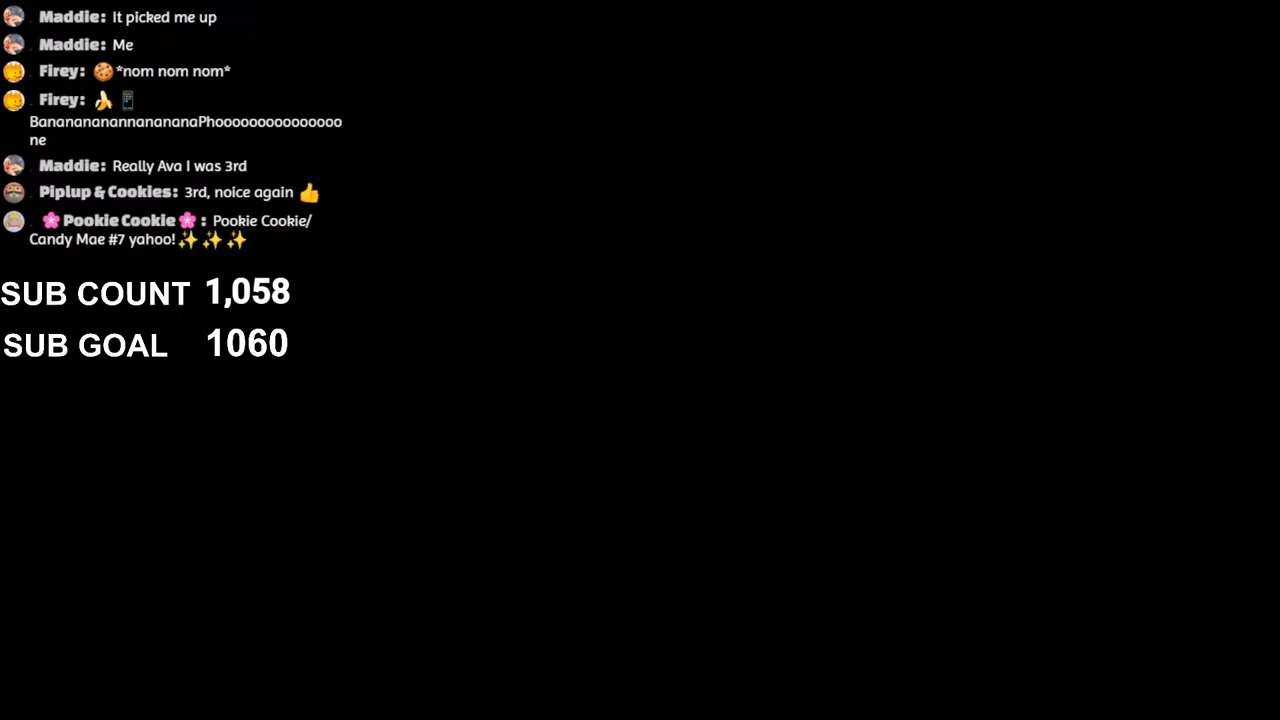 Maddie: It picked me up
Maddie: Me
Firey: 🍪*nom nom nom*
Firey: 🍌📱
BananananannanananaPhooooooooooooooo
ne
Maddie: Really Ava I was 3rd
Piplup & Cookies: 3rd, noice again 👍
🌸Pookie Cookie🌸: Pookie Cookie/
Candy Mae #7 yahoo!✨✨✨
SUB COUNT 1,058
SUB GOAL 1060